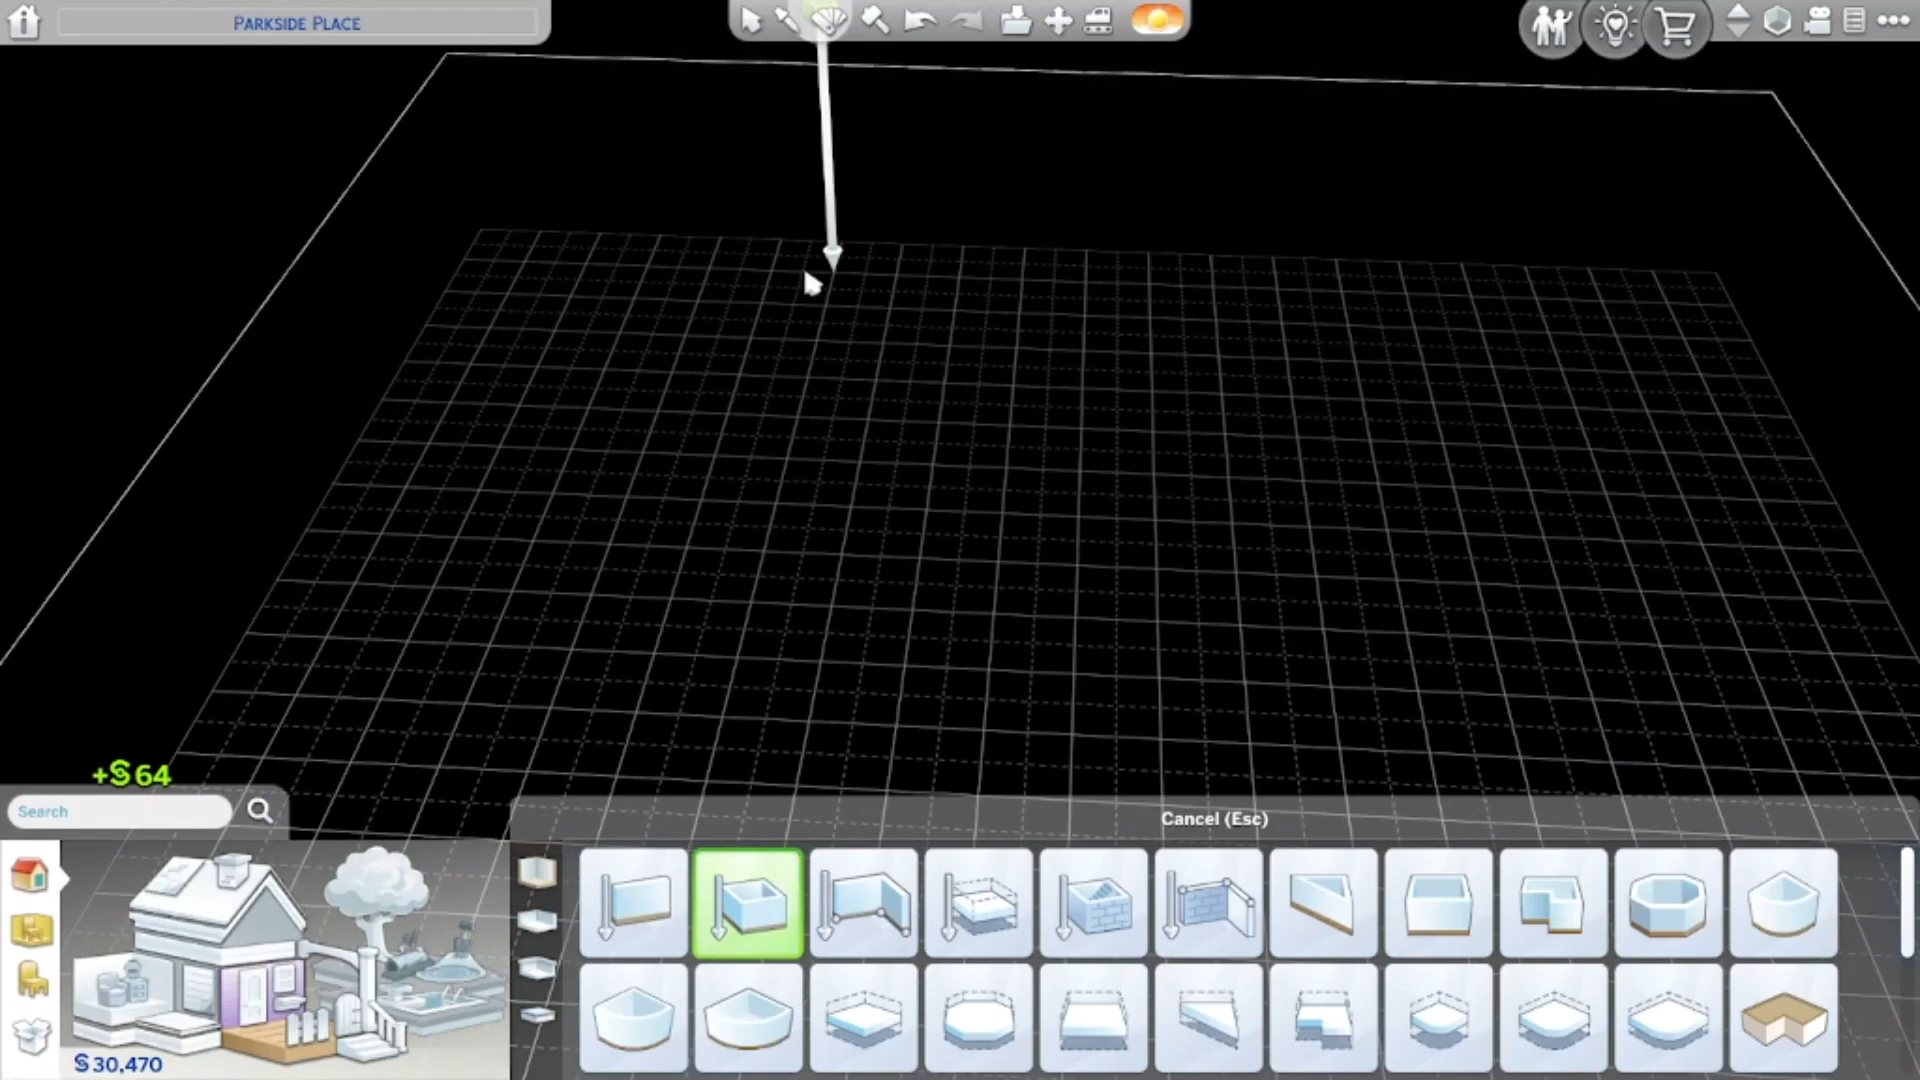 PARKSIDE PLACE
+§64
Search
Cancel (Esc)
§30,470